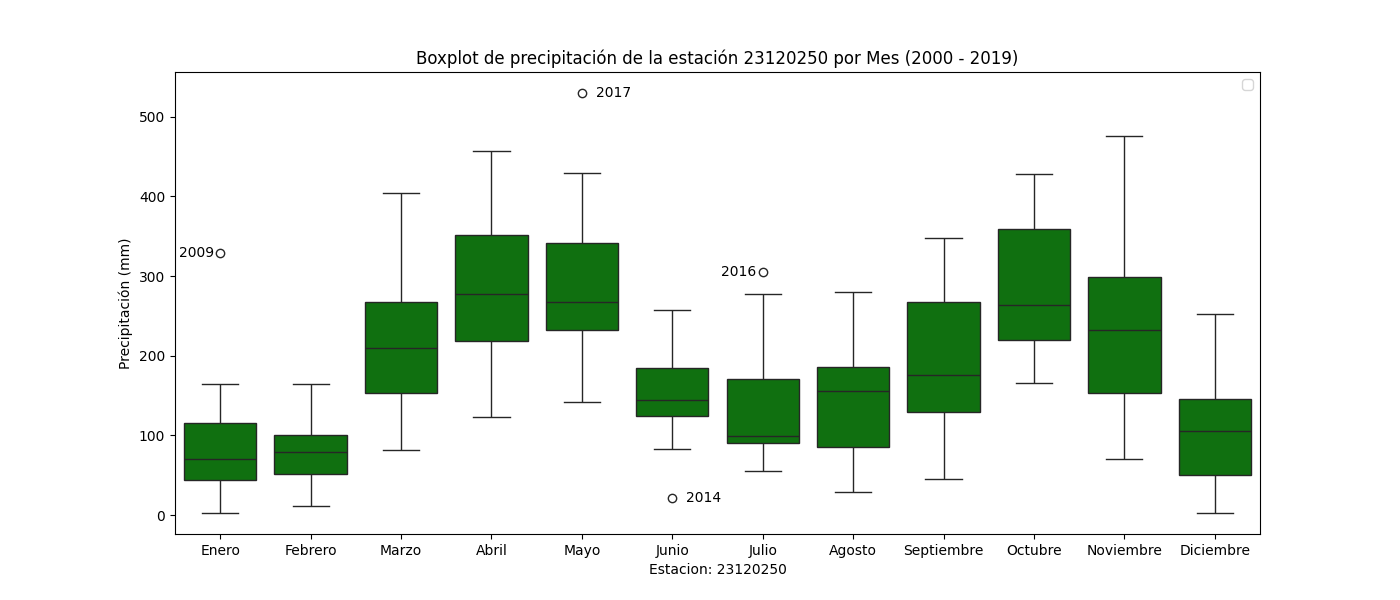 Boxplot de precipitación de la estación 23120250 por Mes (2000 - 2019)
Precipitación (mm)
500
400
300
200
100
0
2009
2017
2014
2016
Enero Febrero Marzo Abril Mayo Junio Julio Agosto Septiembre Octubre Noviembre Diciembre
Estacion: 23120250